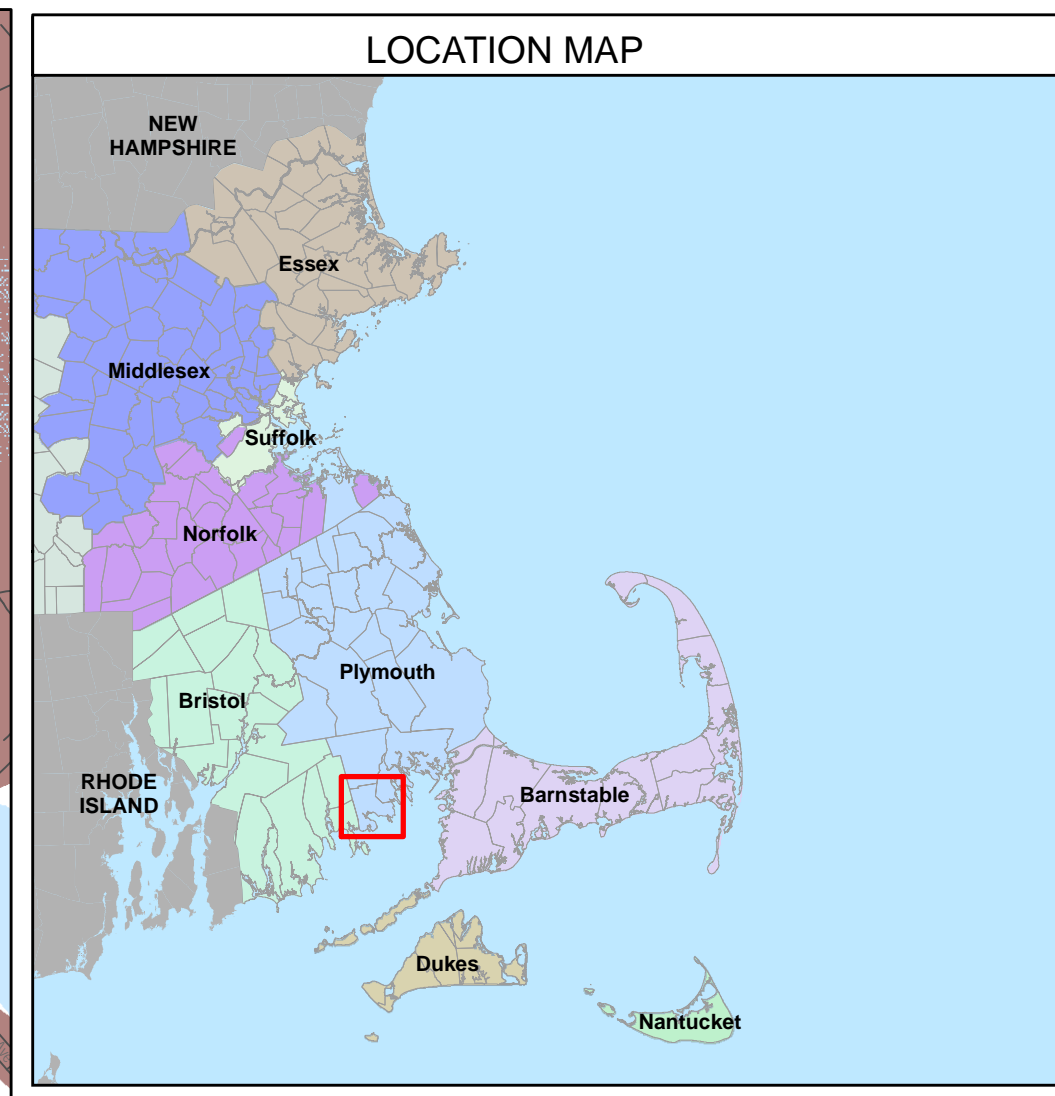 LOCATION MAP
NEW
HAMPSHIRE
Essex
Middlesex
Suffolk
Norfolk
Plymouth
Bristol
RHODE
ISLAND
Barnstable
Dukes
Nantucket